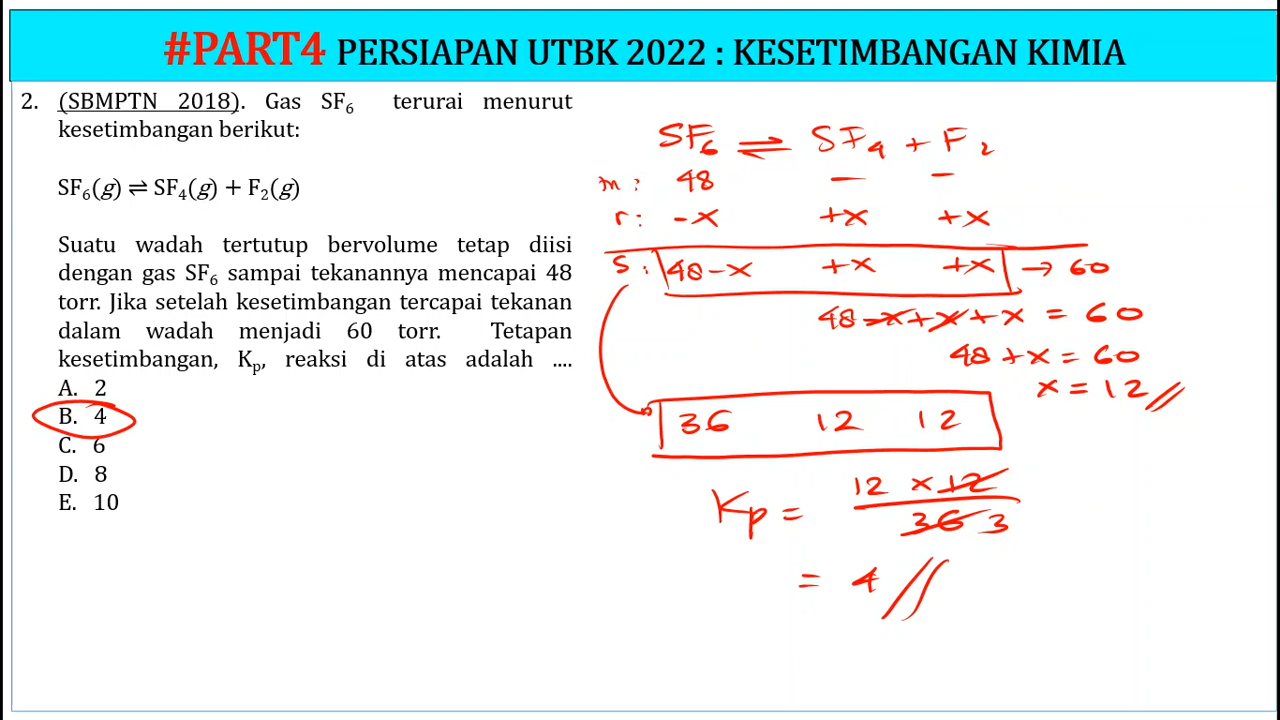 #PART4 PERSIAPAN UTBK 2022 : KESETIMBANGAN KIMIA
2. (SBMPTN 2018). Gas SF₆ terurai menurut
kesetimbangan berikut:
SF₆(g) ⇌ SF₄(g) + F₂(g)
Suatu wadah tertutup bervolume tetap diisi
dengan gas SF₆ sampai tekanannya mencapai 48
torr. Jika setelah kesetimbangan tercapai tekanan
dalam wadah menjadi 60 torr. Tetapan
kesetimbangan, Kₚ, reaksi di atas adalah ....
A. 2
B. 4
C. 6
D. 8
E. 10
SF₆ ⇌ SF₄ + F₂
m : 48 – –
r : -x +x +x
s : 48-x +x +x → 60
48-x+x+x = 60
48+x = 60
x = 12 //
36 12 12
Kp = 12 x 12
36 3
= 4 //